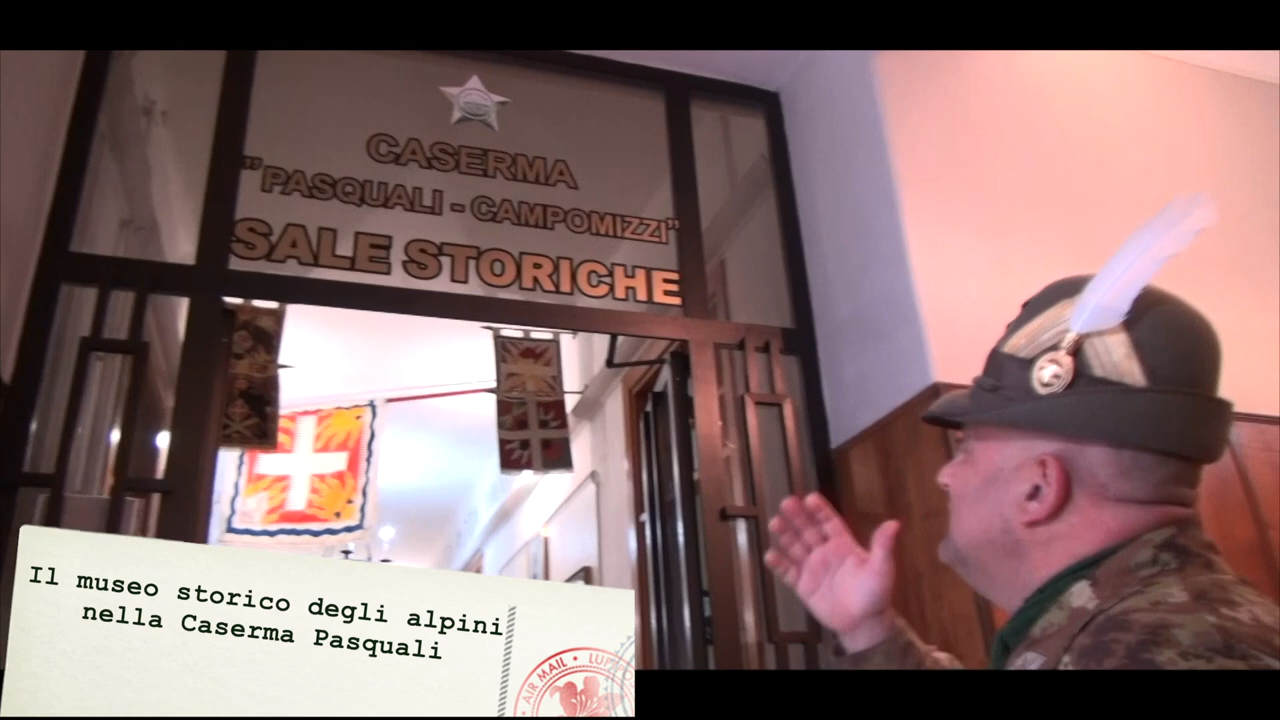 CASERMA
"PASQUALI - CAMPOMIZZI"
SALE STORICHE
Il museo storico degli alpini
nella Caserma Pasquali
AIR MAIL •